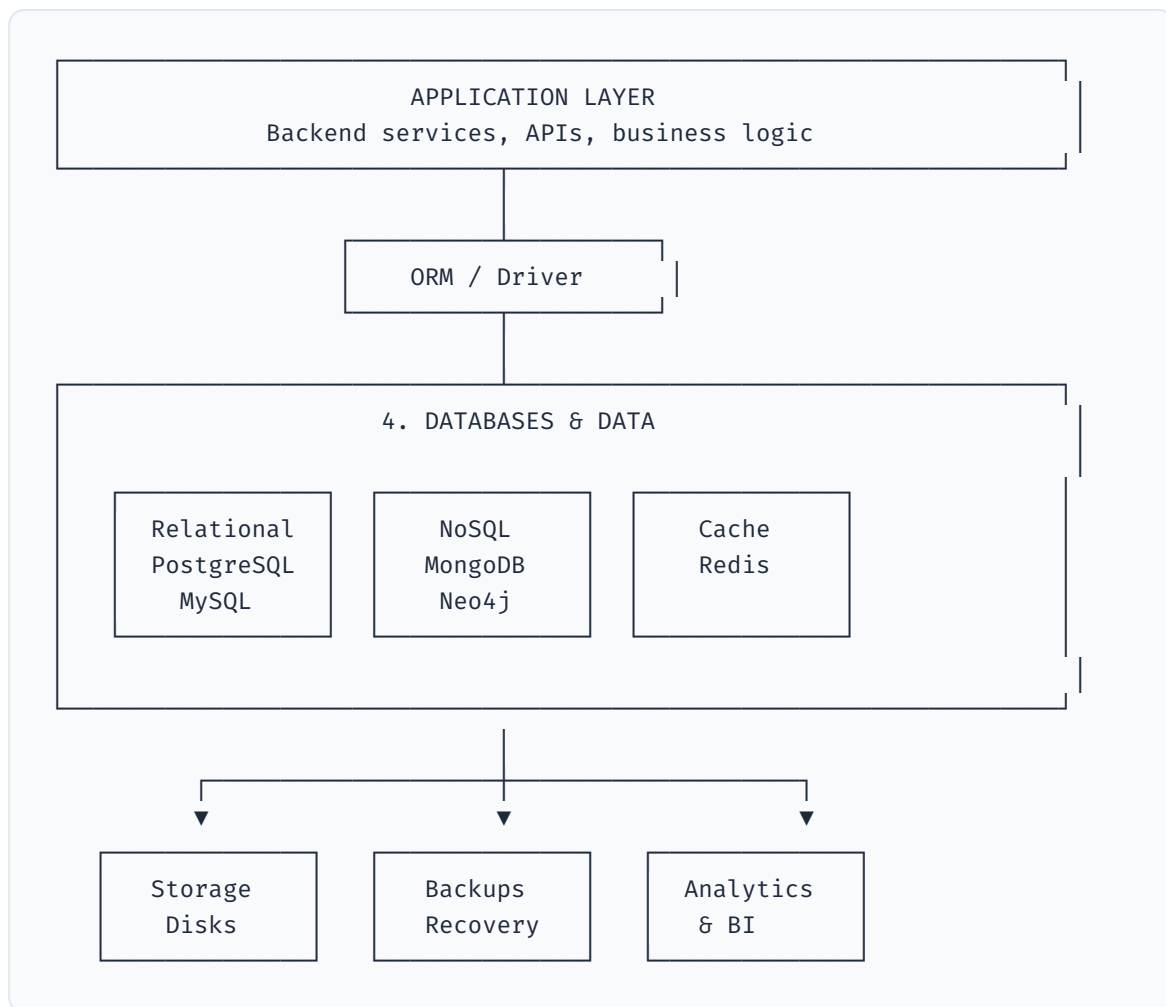 APPLICATION LAYER
Backend services, APIs, business logic
ORM / Driver
4. DATABASES & DATA
Relational
PostgreSQL
MySQL
NoSQL
MongoDB
Neo4j
Cache
Redis
Storage
Disks
Backups
Recovery
Analytics
& BI